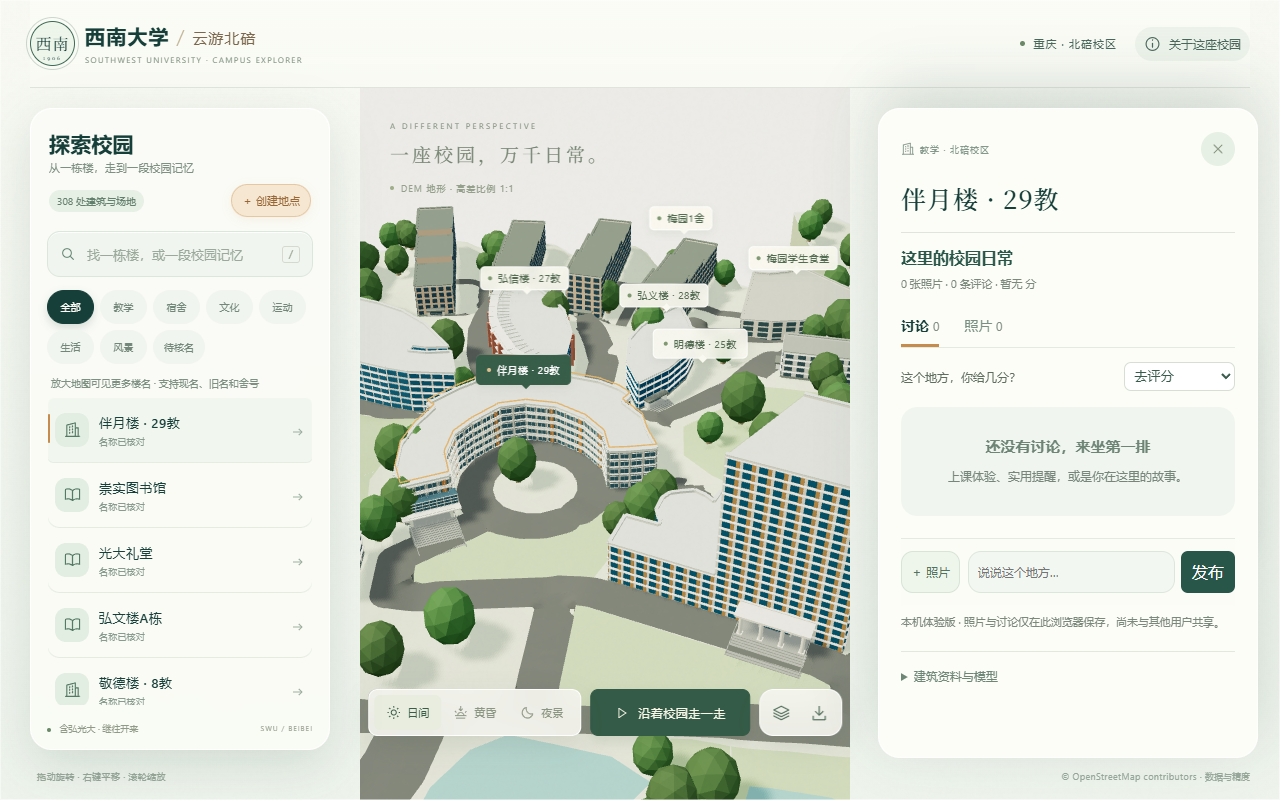 西南
1906
西南大学 / 云游北碚
SOUTHWEST UNIVERSITY · CAMPUS EXPLORER
重庆 · 北碚校区
关于这座校园
探索校园
从一栋楼，走到一段校园记忆
308 处建筑与场地
+ 创建地点
找一栋楼，或一段校园记忆
/
全部
教学
宿舍
文化
运动
生活
风景
待核名
放大地图可见更多楼名 · 支持现名、旧名和舍号
伴月楼 · 29教
名称已核对
崇实图书馆
名称已核对
光大礼堂
名称已核对
弘文楼A栋
名称已核对
敬德楼 · 8教
名称已核对
含弘光大 · 继往开来
SWU / BEIBEI
拖动旋转 · 右键平移 · 滚轮缩放
A DIFFERENT PERSPECTIVE
一座校园，万千日常。
DEM 地形 · 高差比例 1:1
梅园1舍
梅园学生食堂
弘信楼 · 27教
弘义楼 · 28教
明德楼 · 25教
伴月楼 · 29教
日间
黄昏
夜景
沿着校园走一走
教学 · 北碚校区
伴月楼 · 29教
这里的校园日常
0 张照片 · 0 条评论 · 暂无 分
讨论 0
照片 0
这个地方，你给几分？
去评分
还没有讨论，来坐第一排
上课体验、实用提醒，或是你在这里的故事。
+ 照片
说说这个地方...
发布
本机体验版 · 照片与讨论仅在此浏览器保存，尚未与其他用户共享。
建筑资料与模型
© OpenStreetMap contributors · 数据与精度